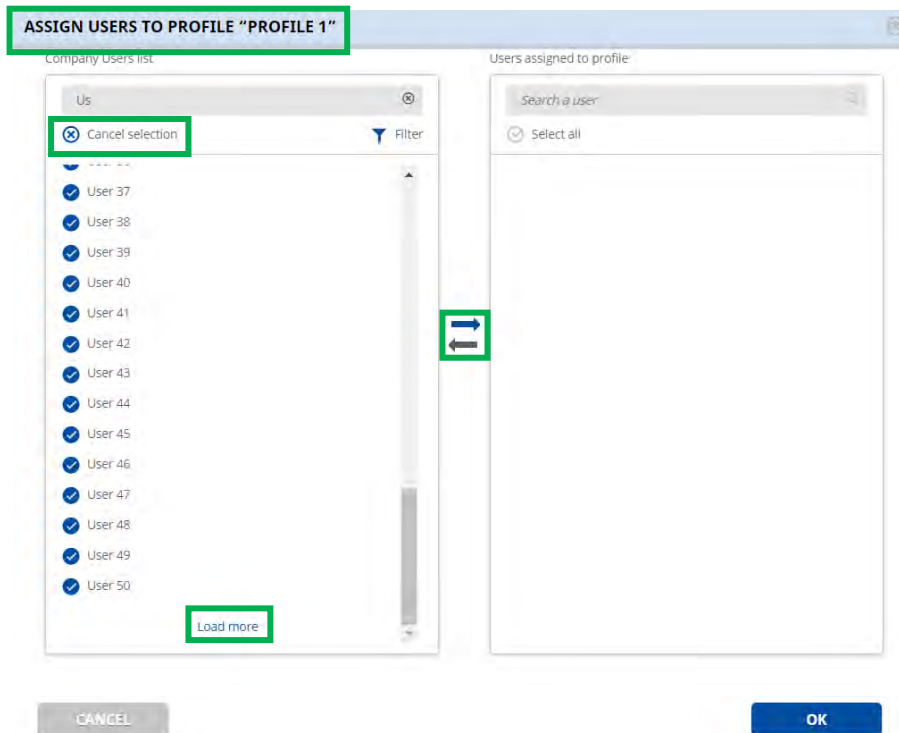 ASSIGN USERS TO PROFILE “PROFILE 1”
Company Users list
Users assigned to profile
Us
Search a user
Cancel selection
Filter
Select all
User 37
User 38
User 39
User 40
User 41
User 42
User 43
User 44
User 45
User 46
User 47
User 48
User 49
User 50
Load more
CANCEL
OK